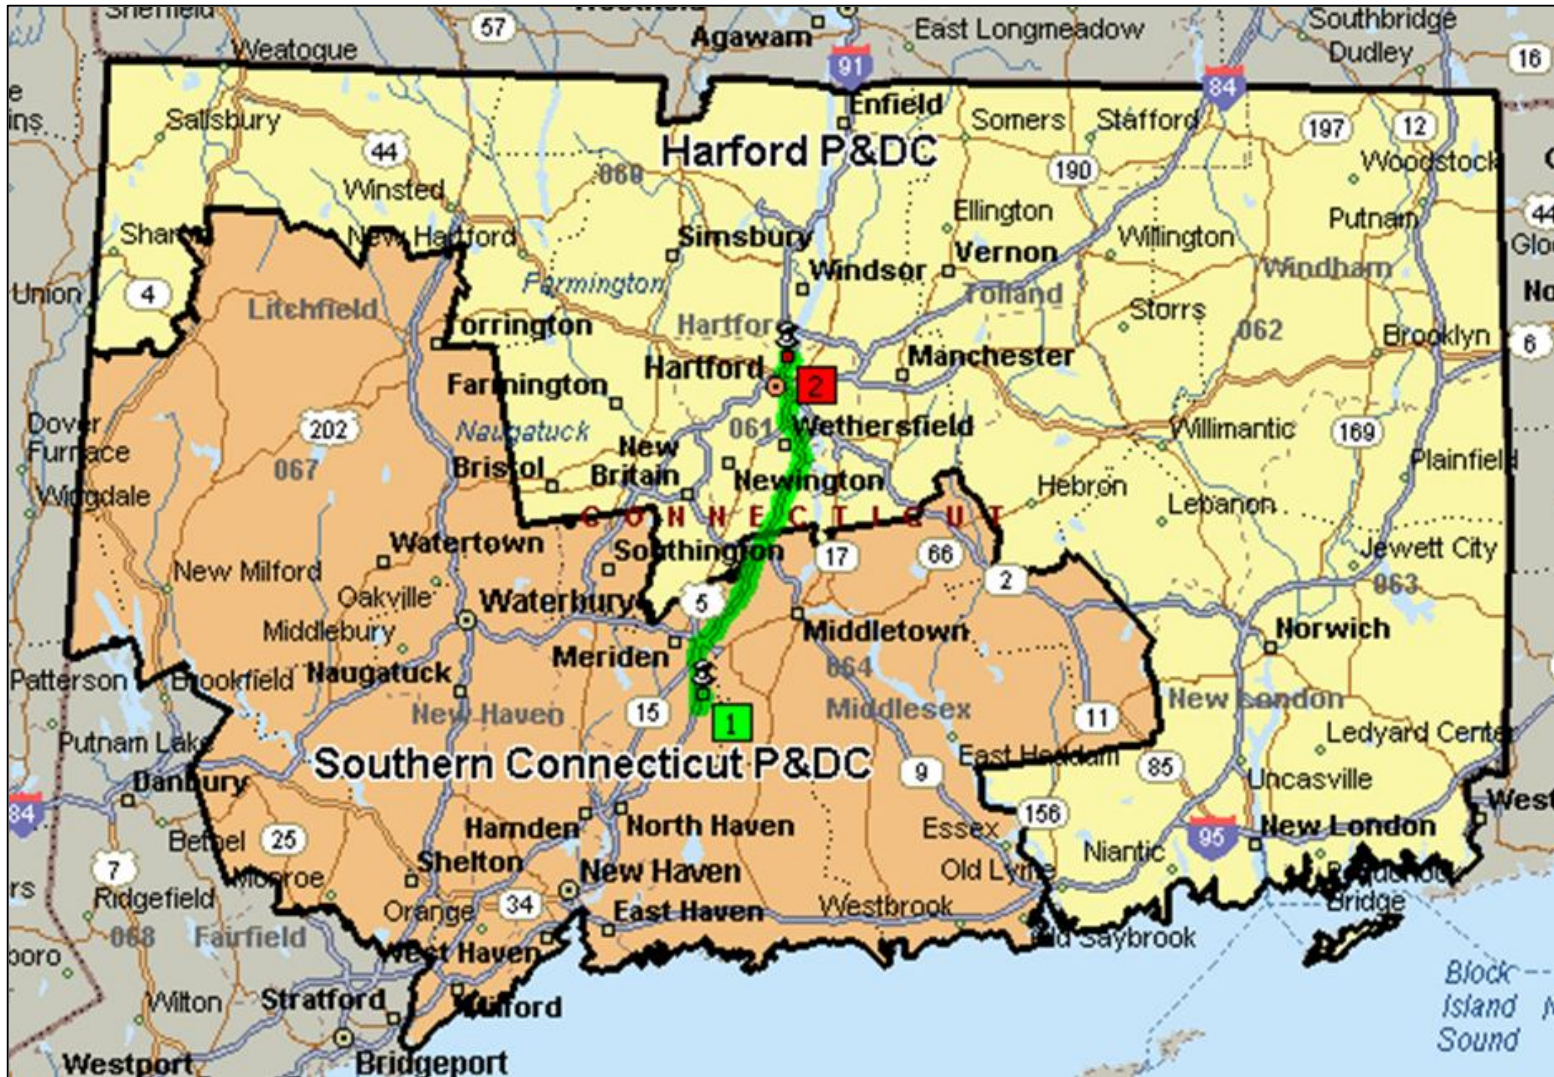 Sheffield
57
Agawam
East Longmeadow
Southbridge
Dudley
16
Weatogue
91
84
Enfield
Salisbury
Somers
Stafford
197
12
Harford P&DC
44
060
190
Woodstock
Winsted
Ellington
Putnam
44
Sharon
New Hartford
Simsbury
Vernon
Willington
Windsor
Windham
Union
4
Farmington
Tolland
No
Litchfield
Hartfor
Storrs
062
Brooklyn
6
orrington
Hartford
Manchester
Farmington
2
Dover
Furnace
202
Naugatuck
061
Wethersfield
Willimantic
169
067
New
Britain
Bristol
Newington
Plainfield
Wingdale
Hebron
Lebanon
CONNECTICUT
Watertown
Southington
17
66
Jewett City
New Milford
2
063
Oakville
Waterbury
5
Middlebury
Middletown
Norwich
Meriden
Patterson
Brookfield
Naugatuck
064
New Haven
15
1
Middlesex
New London
11
Putnam Lake
Southern Connecticut P&DC
East Haddam
Ledyard Center
Danbury
9
85
Uncasville
84
West
Hamden
North Haven
Essex
156
95
New London
Bethel
25
Shelton
Niantic
7
Monroe
New Haven
Old Lyme
Ridgefield
Orange
34
East Haven
Westbrook
Bridge
068
Fairfield
West Haven
Old Saybrook
boro
Block
Island
Sound
Wilton
Stratford
Milford
Westport
Bridgeport